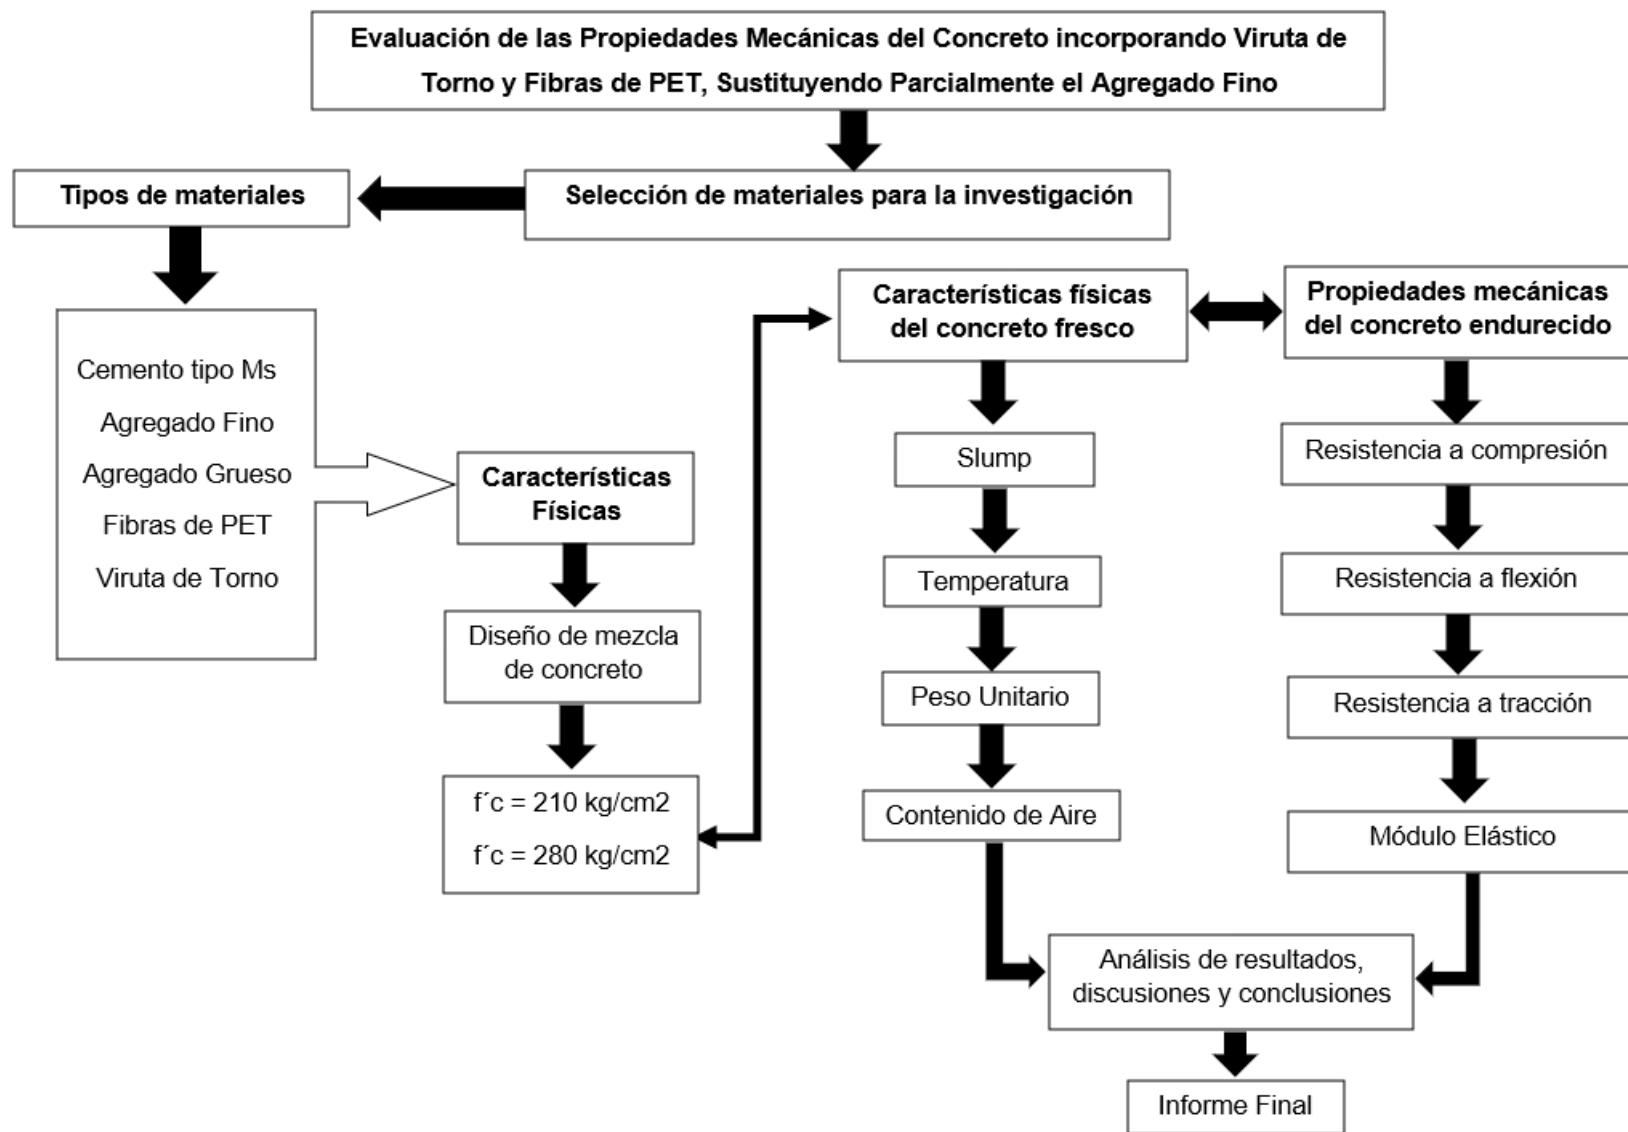 Evaluación de las Propiedades Mecánicas del Concreto incorporando Viruta de
Torno y Fibras de PET, Sustituyendo Parcialmente el Agregado Fino
Selección de materiales para la investigación
Tipos de materiales
Cemento tipo Ms
Agregado Fino
Agregado Grueso
Fibras de PET
Viruta de Torno
Características
Físicas
Diseño de mezcla
de concreto
f´c = 210 kg/cm2
f´c = 280 kg/cm2
Características físicas
del concreto fresco
Slump
Temperatura
Peso Unitario
Contenido de Aire
Propiedades mecánicas
del concreto endurecido
Resistencia a compresión
Resistencia a flexión
Resistencia a tracción
Módulo Elástico
Análisis de resultados,
discusiones y conclusiones
Informe Final